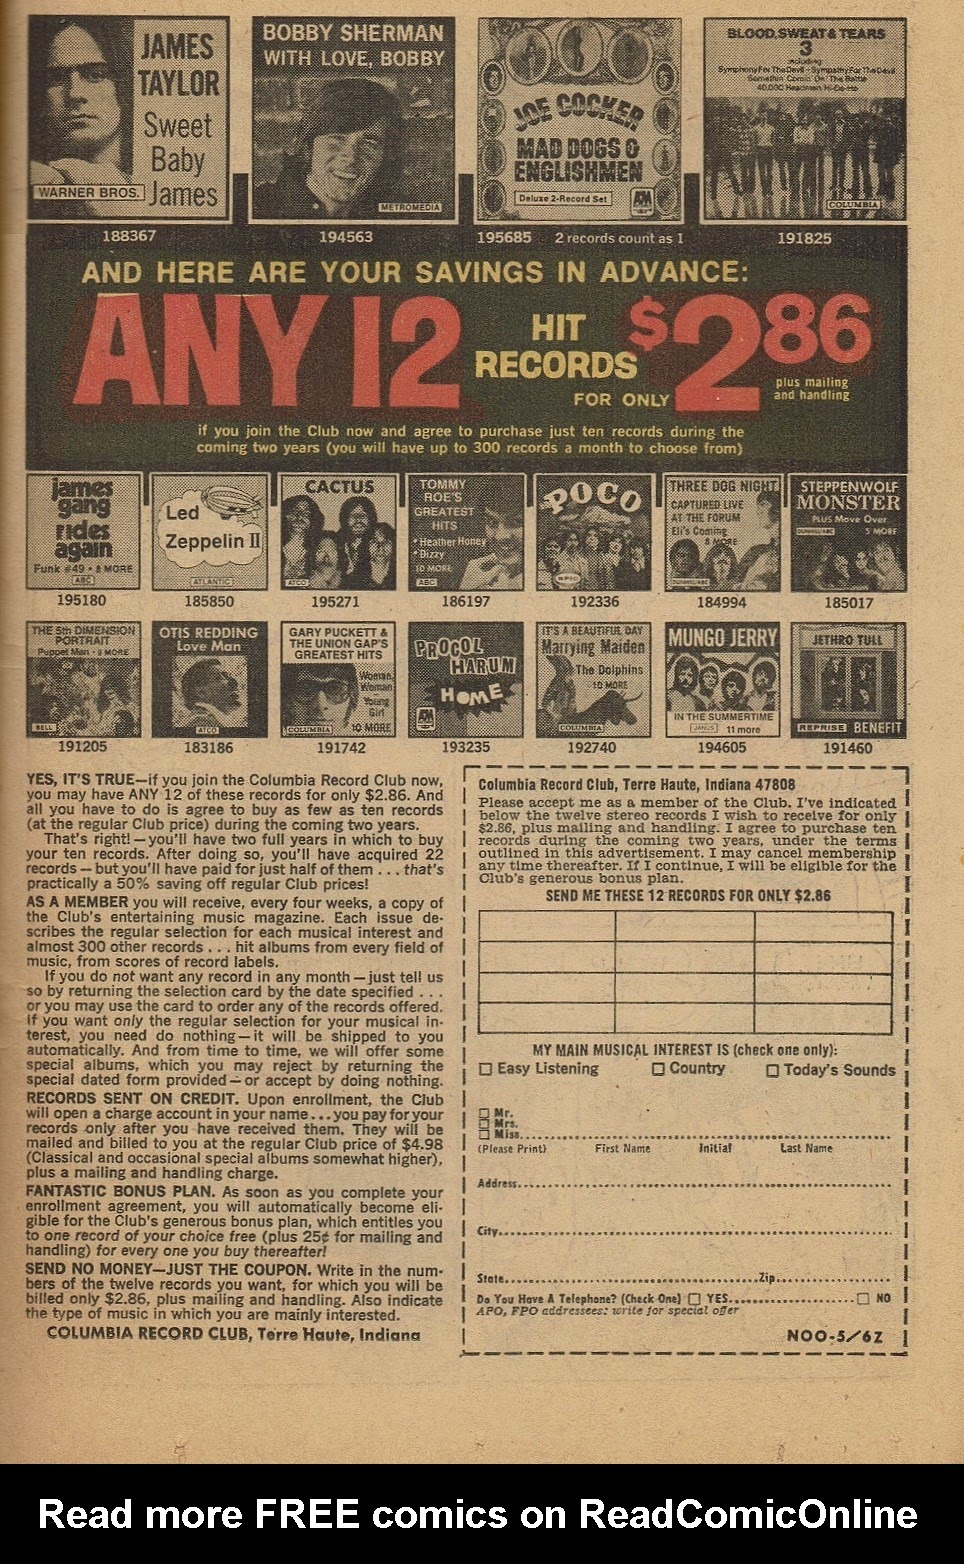 JAMES
TAYLOR
Sweet
Baby
James
WARNER BROS.
BOBBY SHERMAN
WITH LOVE, BOBBY
METROMEDIA
JOE COCKER
MAD DOGS &
ENGLISHMEN
Deluxe 2-Record Set
A&M
BLOOD, SWEAT & TEARS
3
including
Symphony For The Devil - Sympathy For The Devil
Somethin' Comin' On • The Battle
40,000 Headmen • Hi-De-Ho
COLUMBIA
188367
194563
195685 2 records count as 1
191825
AND HERE ARE YOUR SAVINGS IN ADVANCE:
ANY 12 HIT RECORDS FOR ONLY $2.86
plus mailing
and handling
if you join the Club now and agree to purchase just ten records during the
coming two years (you will have up to 300 records a month to choose from)
james
gang
rides
again
Funk #49 • 8 MORE
ABC
Led
Zeppelin II
ATLANTIC
CACTUS
ATCO
TOMMY
ROE'S
GREATEST
HITS
• Heather Honey
• Dizzy
10 MORE
ABC
POCO
EPIC
THREE DOG NIGHT
CAPTURED LIVE
AT THE FORUM
Eli's Coming
8 MORE
DUNHILL/ABC
STEPPENWOLF
MONSTER
PLUS Move Over
5 MORE
DUNHILL/ABC
195180
185850
195271
186197
192336
184994
185017
THE 5th DIMENSION
PORTRAIT
Puppet Man • 9 MORE
BELL
OTIS REDDING
Love Man
ATCO
GARY PUCKETT &
THE UNION GAP'S
GREATEST HITS
Woman,
Woman
Young
Girl
10 MORE
COLUMBIA
PROCOL
HARUM
HOME
A&M
IT'S A BEAUTIFUL DAY
Marrying Maiden
The Dolphins
10 MORE
COLUMBIA
MUNGO JERRY
IN THE SUMMERTIME
JANUS 11 more
JETHRO TULL
REPRISE BENEFIT
191205
183186
191742
193235
192740
194605
191460
YES, IT'S TRUE—if you join the Columbia Record Club now,
you may have ANY 12 of these records for only $2.86. And
all you have to do is agree to buy as few as ten records
(at the regular Club price) during the coming two years.
That's right!—you'll have two full years in which to buy
your ten records. After doing so, you'll have acquired 22
records—but you'll have paid for just half of them . . . that's
practically a 50% saving off regular Club prices!
AS A MEMBER you will receive, every four weeks, a copy of
the Club's entertaining music magazine. Each issue de-
scribes the regular selection for each musical interest and
almost 300 other records . . . hit albums from every field of
music, from scores of record labels.
If you do not want any record in any month—just tell us
so by returning the selection card by the date specified . . .
or you may use the card to order any of the records offered.
If you want only the regular selection for your musical in-
terest, you need do nothing—it will be shipped to you
automatically. And from time to time, we will offer some
special albums, which you may reject by returning the
special dated form provided—or accept by doing nothing.
RECORDS SENT ON CREDIT. Upon enrollment, the Club
will open a charge account in your name...you pay for your
records only after you have received them. They will be
mailed and billed to you at the regular Club price of $4.98
(Classical and occasional special albums somewhat higher),
plus a mailing and handling charge.
FANTASTIC BONUS PLAN. As soon as you complete your
enrollment agreement, you will automatically become eli-
gible for the Club's generous bonus plan, which entitles you
to one record of your choice free (plus 25¢ for mailing and
handling) for every one you buy thereafter!
SEND NO MONEY—JUST THE COUPON. Write in the num-
bers of the twelve records you want, for which you will be
billed only $2.86, plus mailing and handling. Also indicate
the type of music in which you are mainly interested.
COLUMBIA RECORD CLUB, Terre Haute, Indiana
Columbia Record Club, Terre Haute, Indiana 47808
Please accept me as a member of the Club. I've indicated
below the twelve stereo records I wish to receive for only
$2.86, plus mailing and handling. I agree to purchase ten
records during the coming two years, under the terms
outlined in this advertisement. I may cancel membership
any time thereafter. If I continue, I will be eligible for the
Club's generous bonus plan.
SEND ME THESE 12 RECORDS FOR ONLY $2.86
MY MAIN MUSICAL INTEREST IS (check one only):
Easy Listening Country Today's Sounds
Mr.
Mrs.
Miss
(Please Print) First Name Initial Last Name
Address
City
State Zip
Do You Have A Telephone? (Check One) YES NO
APO, FPO addressees: write for special offer
NOO-5/6Z
Read more FREE comics on ReadComicOnline